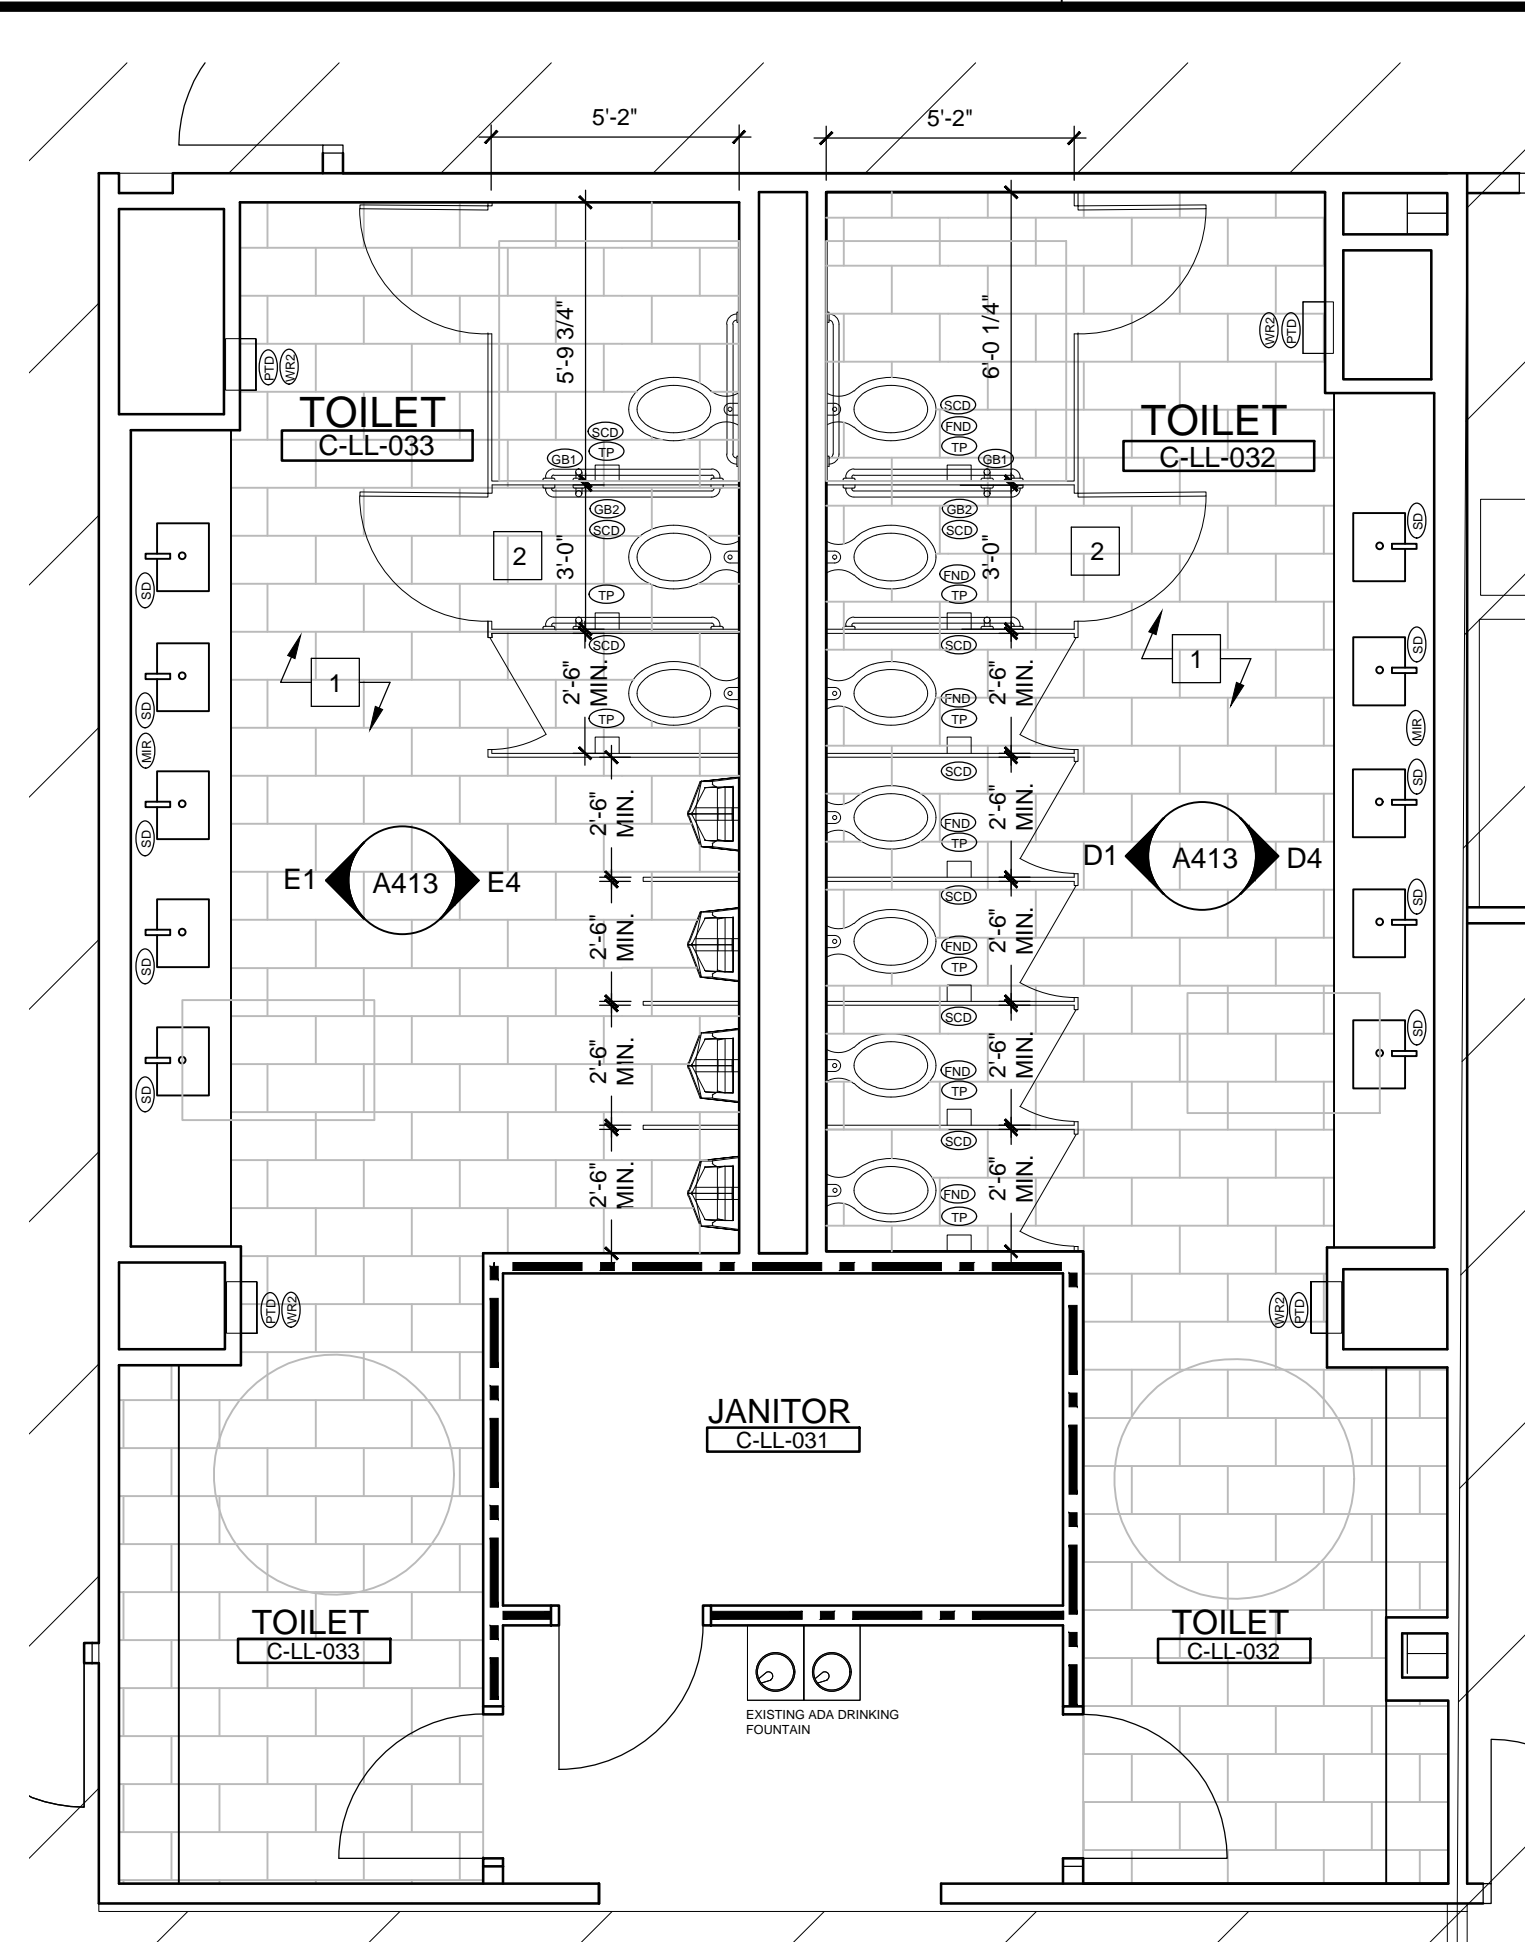 5'-2"
5'-2"
5'-9 3/4"
6'-0 1/4"
PTD
WR2
WR2
PTD
TOILET
C-LL-033
TOILET
C-LL-032
SCD
TP
GB1
SCD
FND
TP
GB1
GB2
SCD
2
3'-0"
TP
GB2
SCD
FND
TP
3'-0"
2
SD
SD
SCD
2'-6"
MIN.
TP
SCD
FND
TP
2'-6"
MIN.
1
1
SD
MIR
SD
MIR
2'-6"
MIN.
SCD
FND
TP
2'-6"
MIN.
SD
SD
E1
A413
E4
D1
A413
D4
2'-6"
MIN.
SCD
FND
TP
2'-6"
MIN.
SD
SD
2'-6"
MIN.
SCD
FND
TP
2'-6"
MIN.
SD
SD
2'-6"
MIN.
SCD
FND
TP
2'-6"
MIN.
PTD
WR2
WR2
PTD
JANITOR
C-LL-031
TOILET
C-LL-033
TOILET
C-LL-032
EXISTING ADA DRINKING
FOUNTAIN